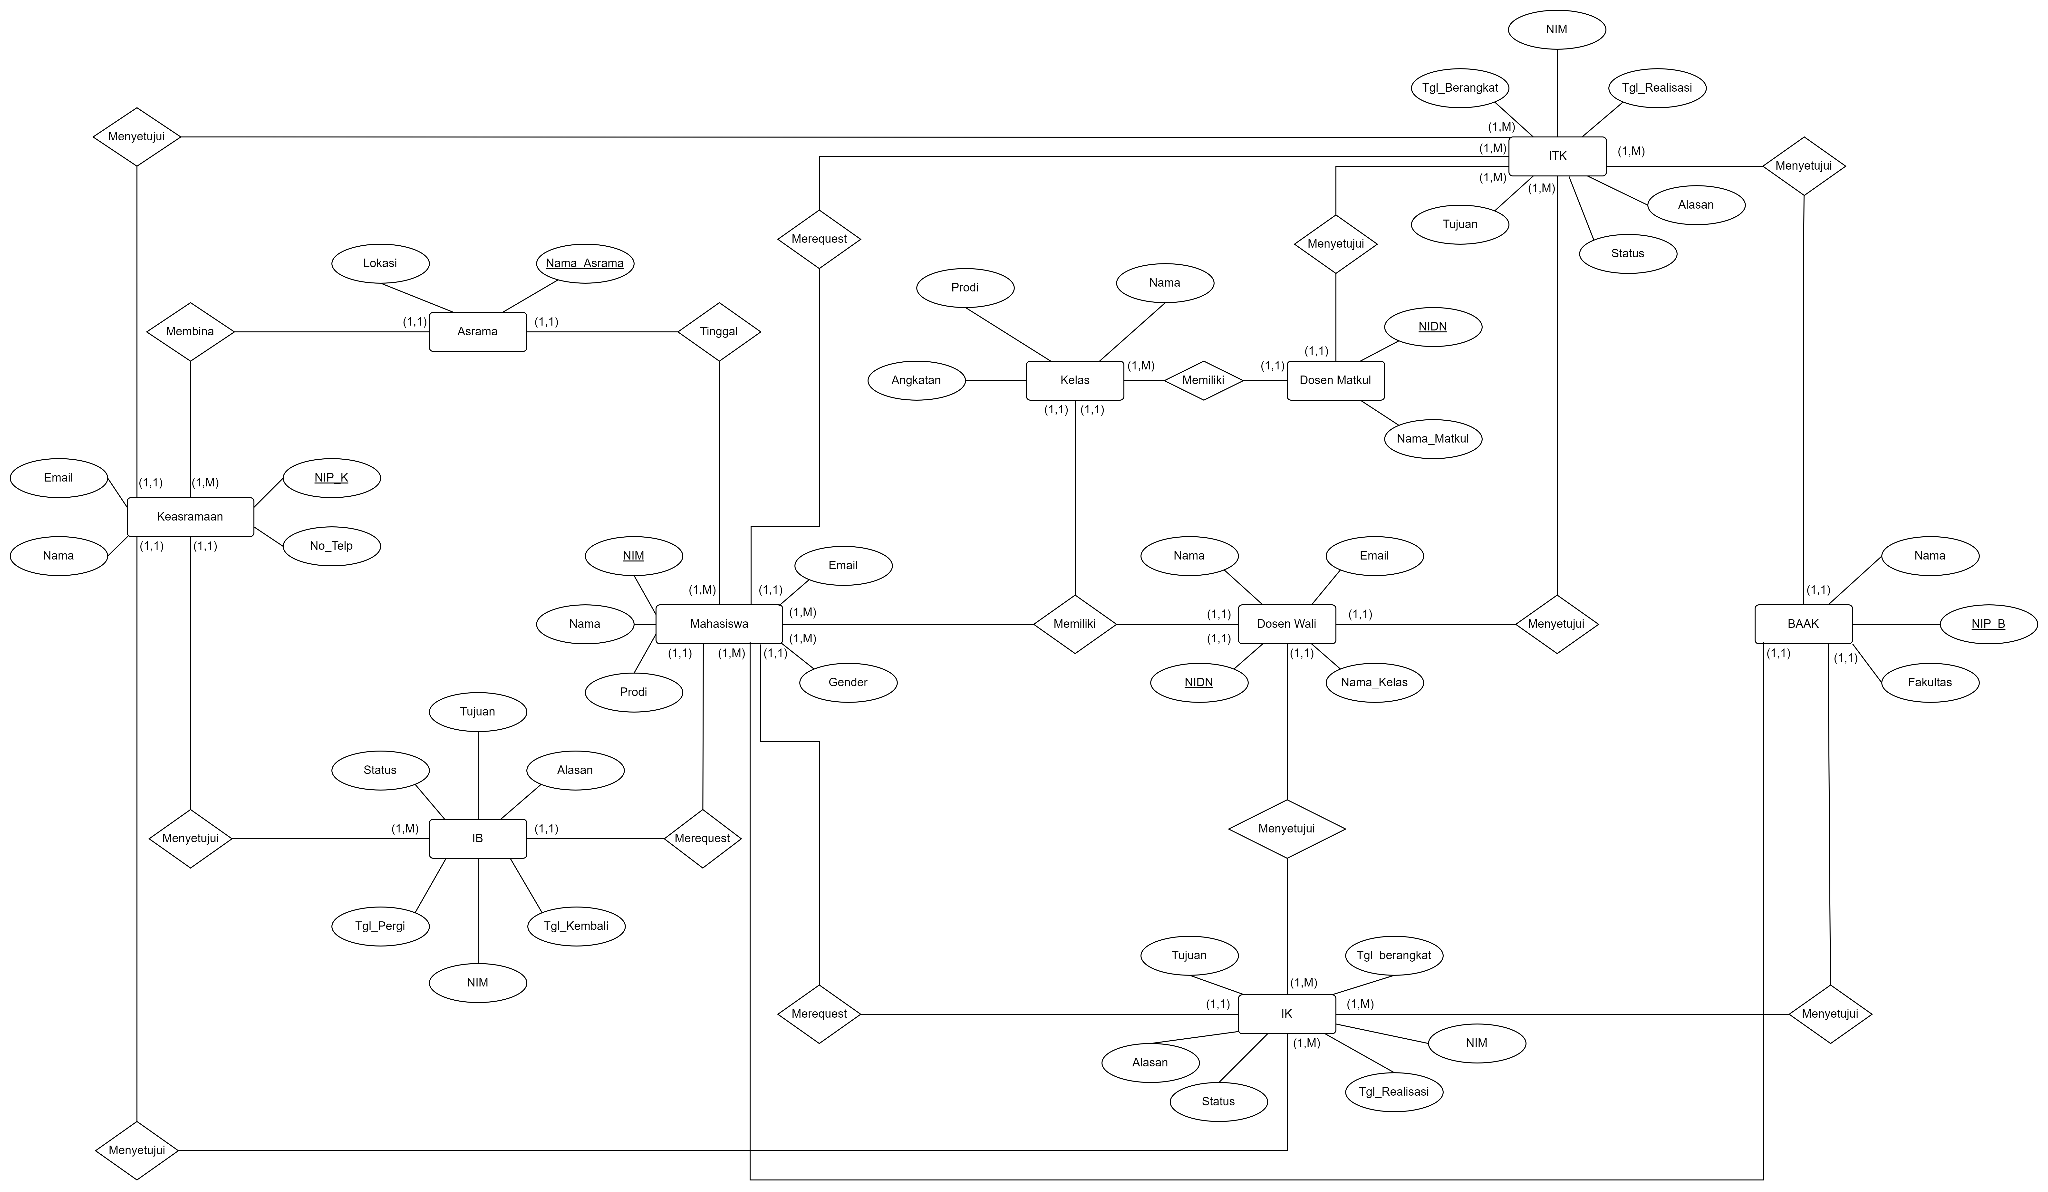 NIM
Tgl_Berangkat
Tgl_Realisasi
(1,M)
Menyetujui
(1,M)
ITK
(1,M)
Menyetujui
(1,M)
(1,M)
Tujuan
Alasan
Status
Merequest
Menyetujui
Lokasi
Nama_Asrama
Prodi
Nama
Membina
(1,1)
Asrama
(1,1)
Tinggal
NIDN
(1,1)
Angkatan
Kelas
(1,M)
Memiliki
(1,1)
Dosen Matkul
(1,1)
(1,1)
Nama_Matkul
Email
(1,1)
(1,M)
NIP_K
Keasramaan
Nama
(1,1)
(1,1)
No_Telp
NIM
Email
Nama
Email
Nama
(1,M)
(1,1)
(1,1)
Nama
Mahasiswa
(1,M)
Memiliki
(1,1)
Dosen Wali
(1,1)
Menyetujui
BAAK
NIP_B
(1,M)
(1,1)
(1,1)
(1,M)
(1,1)
(1,1)
(1,1)
(1,1)
Prodi
Gender
NIDN
Nama_Kelas
Fakultas
Tujuan
Status
Alasan
Menyetujui
(1,M)
IB
(1,1)
Merequest
Menyetujui
Tgl_Pergi
Tgl_Kembali
NIM
Tujuan
Tgl_berangkat
(1,M)
Merequest
(1,1)
IK
(1,M)
Menyetujui
(1,M)
NIM
Alasan
Tgl_Realisasi
Status
Menyetujui